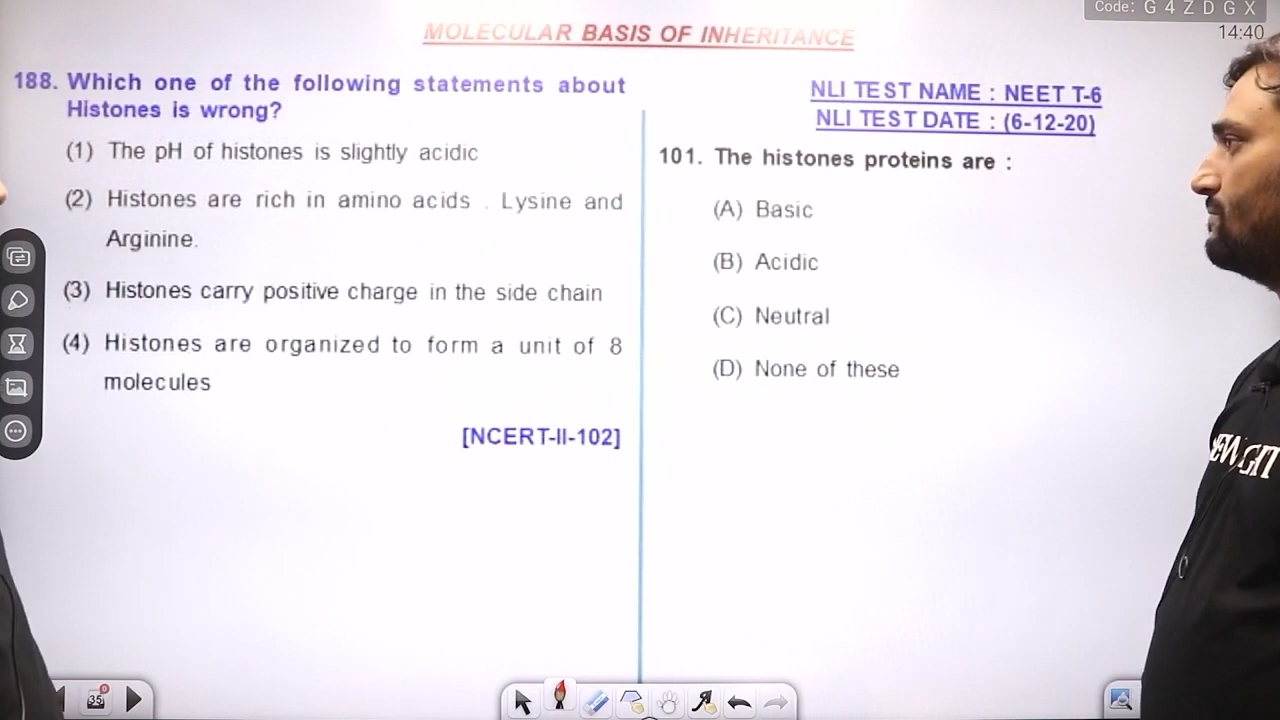 Code: G 4 Z D G X
14:40
MOLECULAR BASIS OF INHERITANCE
188. Which one of the following statements about
Histones is wrong?
(1) The pH of histones is slightly acidic
(2) Histones are rich in amino acids . Lysine and
Arginine.
(3) Histones carry positive charge in the side chain
(4) Histones are organized to form a unit of 8
molecules
[NCERT-II-102]
NLI TEST NAME : NEET T-6
NLI TEST DATE : (6-12-20)
101. The histones proteins are :
(A) Basic
(B) Acidic
(C) Neutral
(D) None of these
35
0